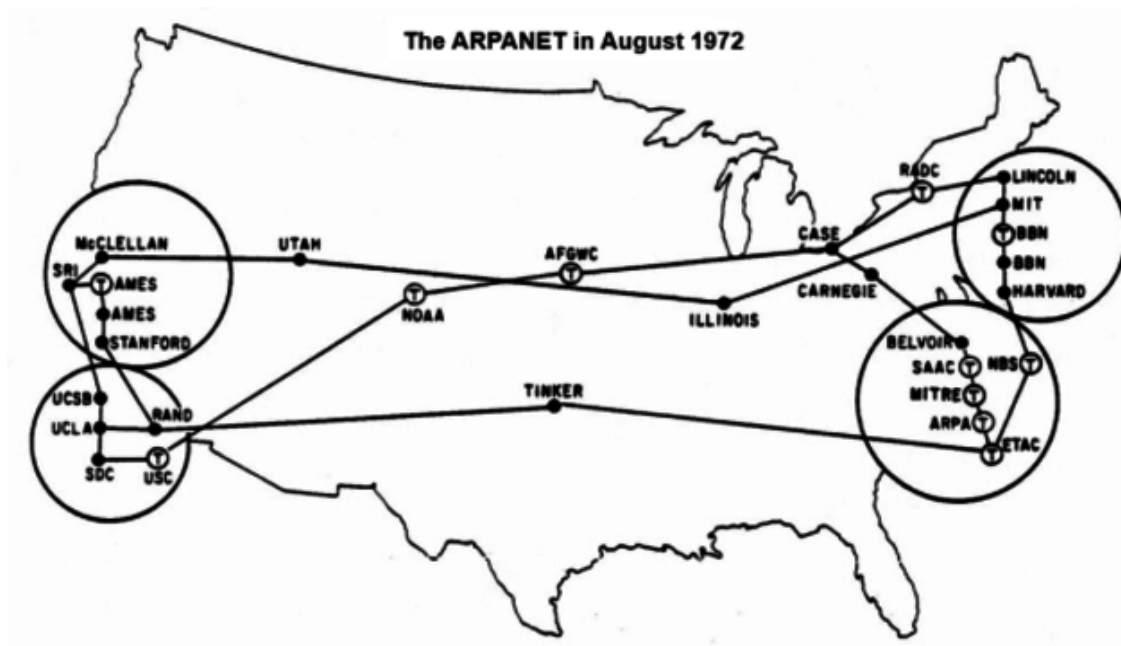 The ARPANET in August 1972
RADC
LINCOLN
MIT
McCLELLAN
UTAH
AFGWC
CASE
T
BBN
SRI
T
AMES
T
T
CARNEGIE
BBN
AMES
NOAA
ILLINOIS
HARVARD
STANFORD
BELVOIR
SAAC
T
NBS
T
UCSB
TINKER
MITRE
T
UCLA
RAND
ARPA
T
SDC
T
USC
T
ETAC
T